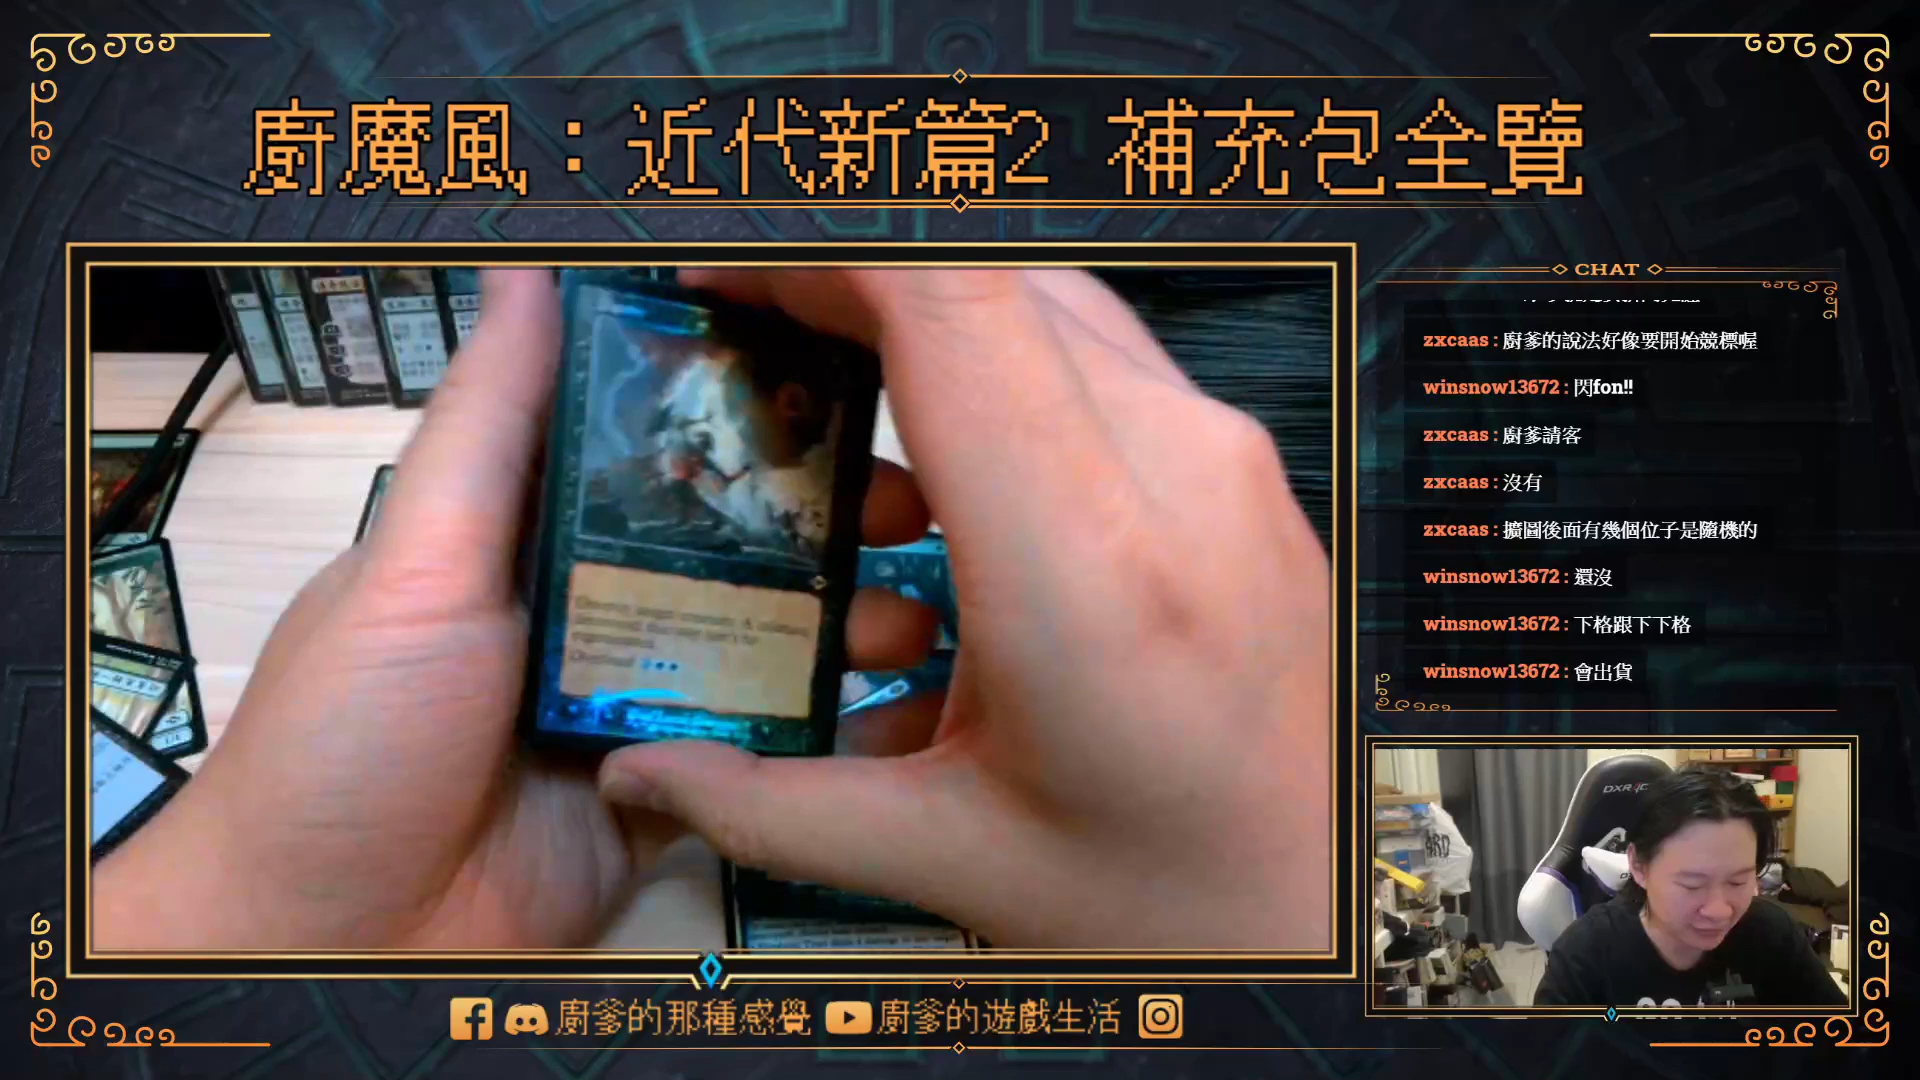 廚魔風：近代新篇2 補充包全覽
CHAT
zxcaas : 廚爹的說法好像要開始競標喔
winsnow13672 : 閃fon!!
zxcaas : 廚爹請客
zxcaas : 沒有
zxcaas : 擴圖後面有幾個位子是隨機的
winsnow13672 : 還沒
winsnow13672 : 下格跟下下格
winsnow13672 : 會出貨
廚爹的那種感覺
廚爹的遊戲生活